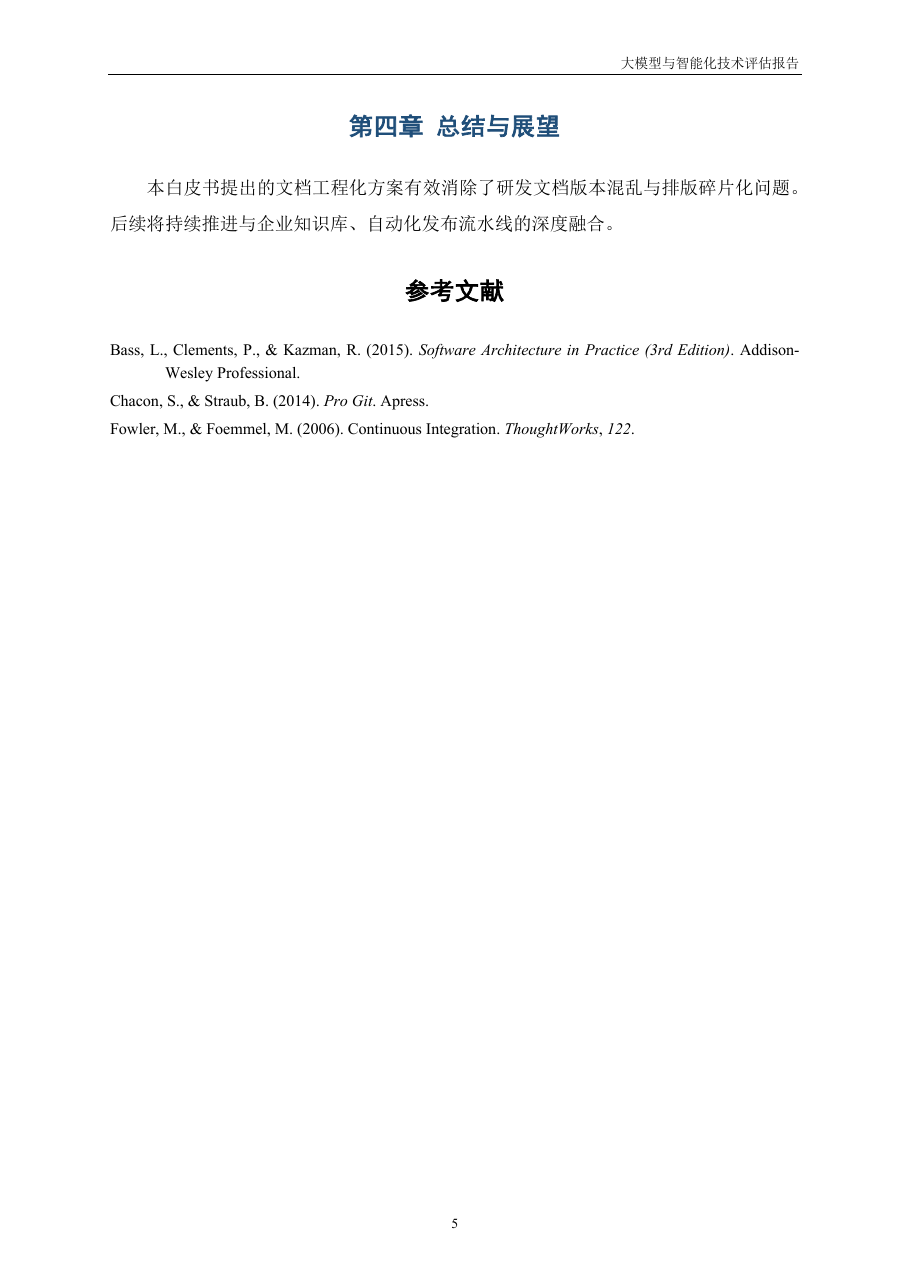 大模型与智能化技术评估报告
第四章 总结与展望
本白皮书提出的文档工程化方案有效消除了研发文档版本混乱与排版碎片化问题。
后续将持续推进与企业知识库、自动化发布流水线的深度融合。
参考文献
Bass, L., Clements, P., & Kazman, R. (2015). Software Architecture in Practice (3rd Edition). Addison-
Wesley Professional.
Chacon, S., & Straub, B. (2014). Pro Git. Apress.
Fowler, M., & Foemmel, M. (2006). Continuous Integration. ThoughtWorks, 122.
5